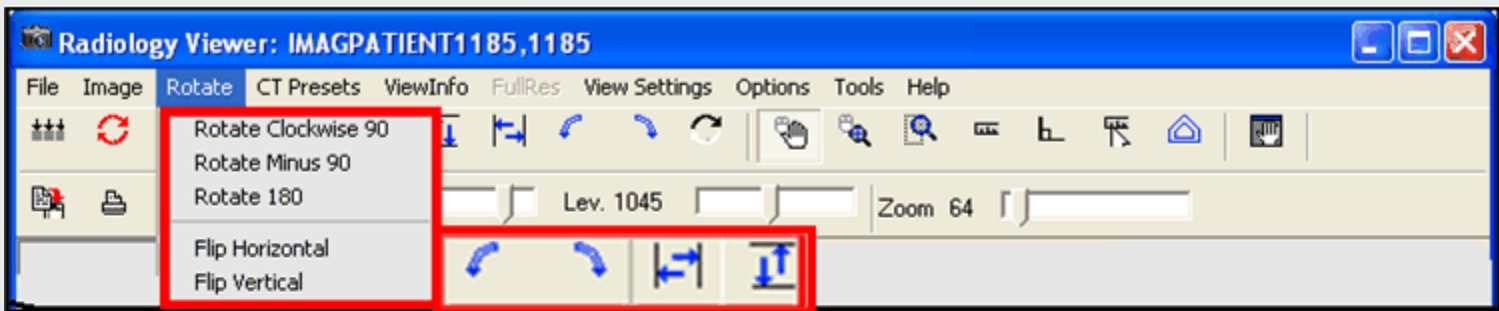 Radiology Viewer: IMAGPATIENT1185,1185
File Image Rotate CT Presets ViewInfo FullRes View Settings Options Tools Help
Rotate Clockwise 90
Rotate Minus 90
Rotate 180
Lev. 1045 Zoom 64
Flip Horizontal
Flip Vertical